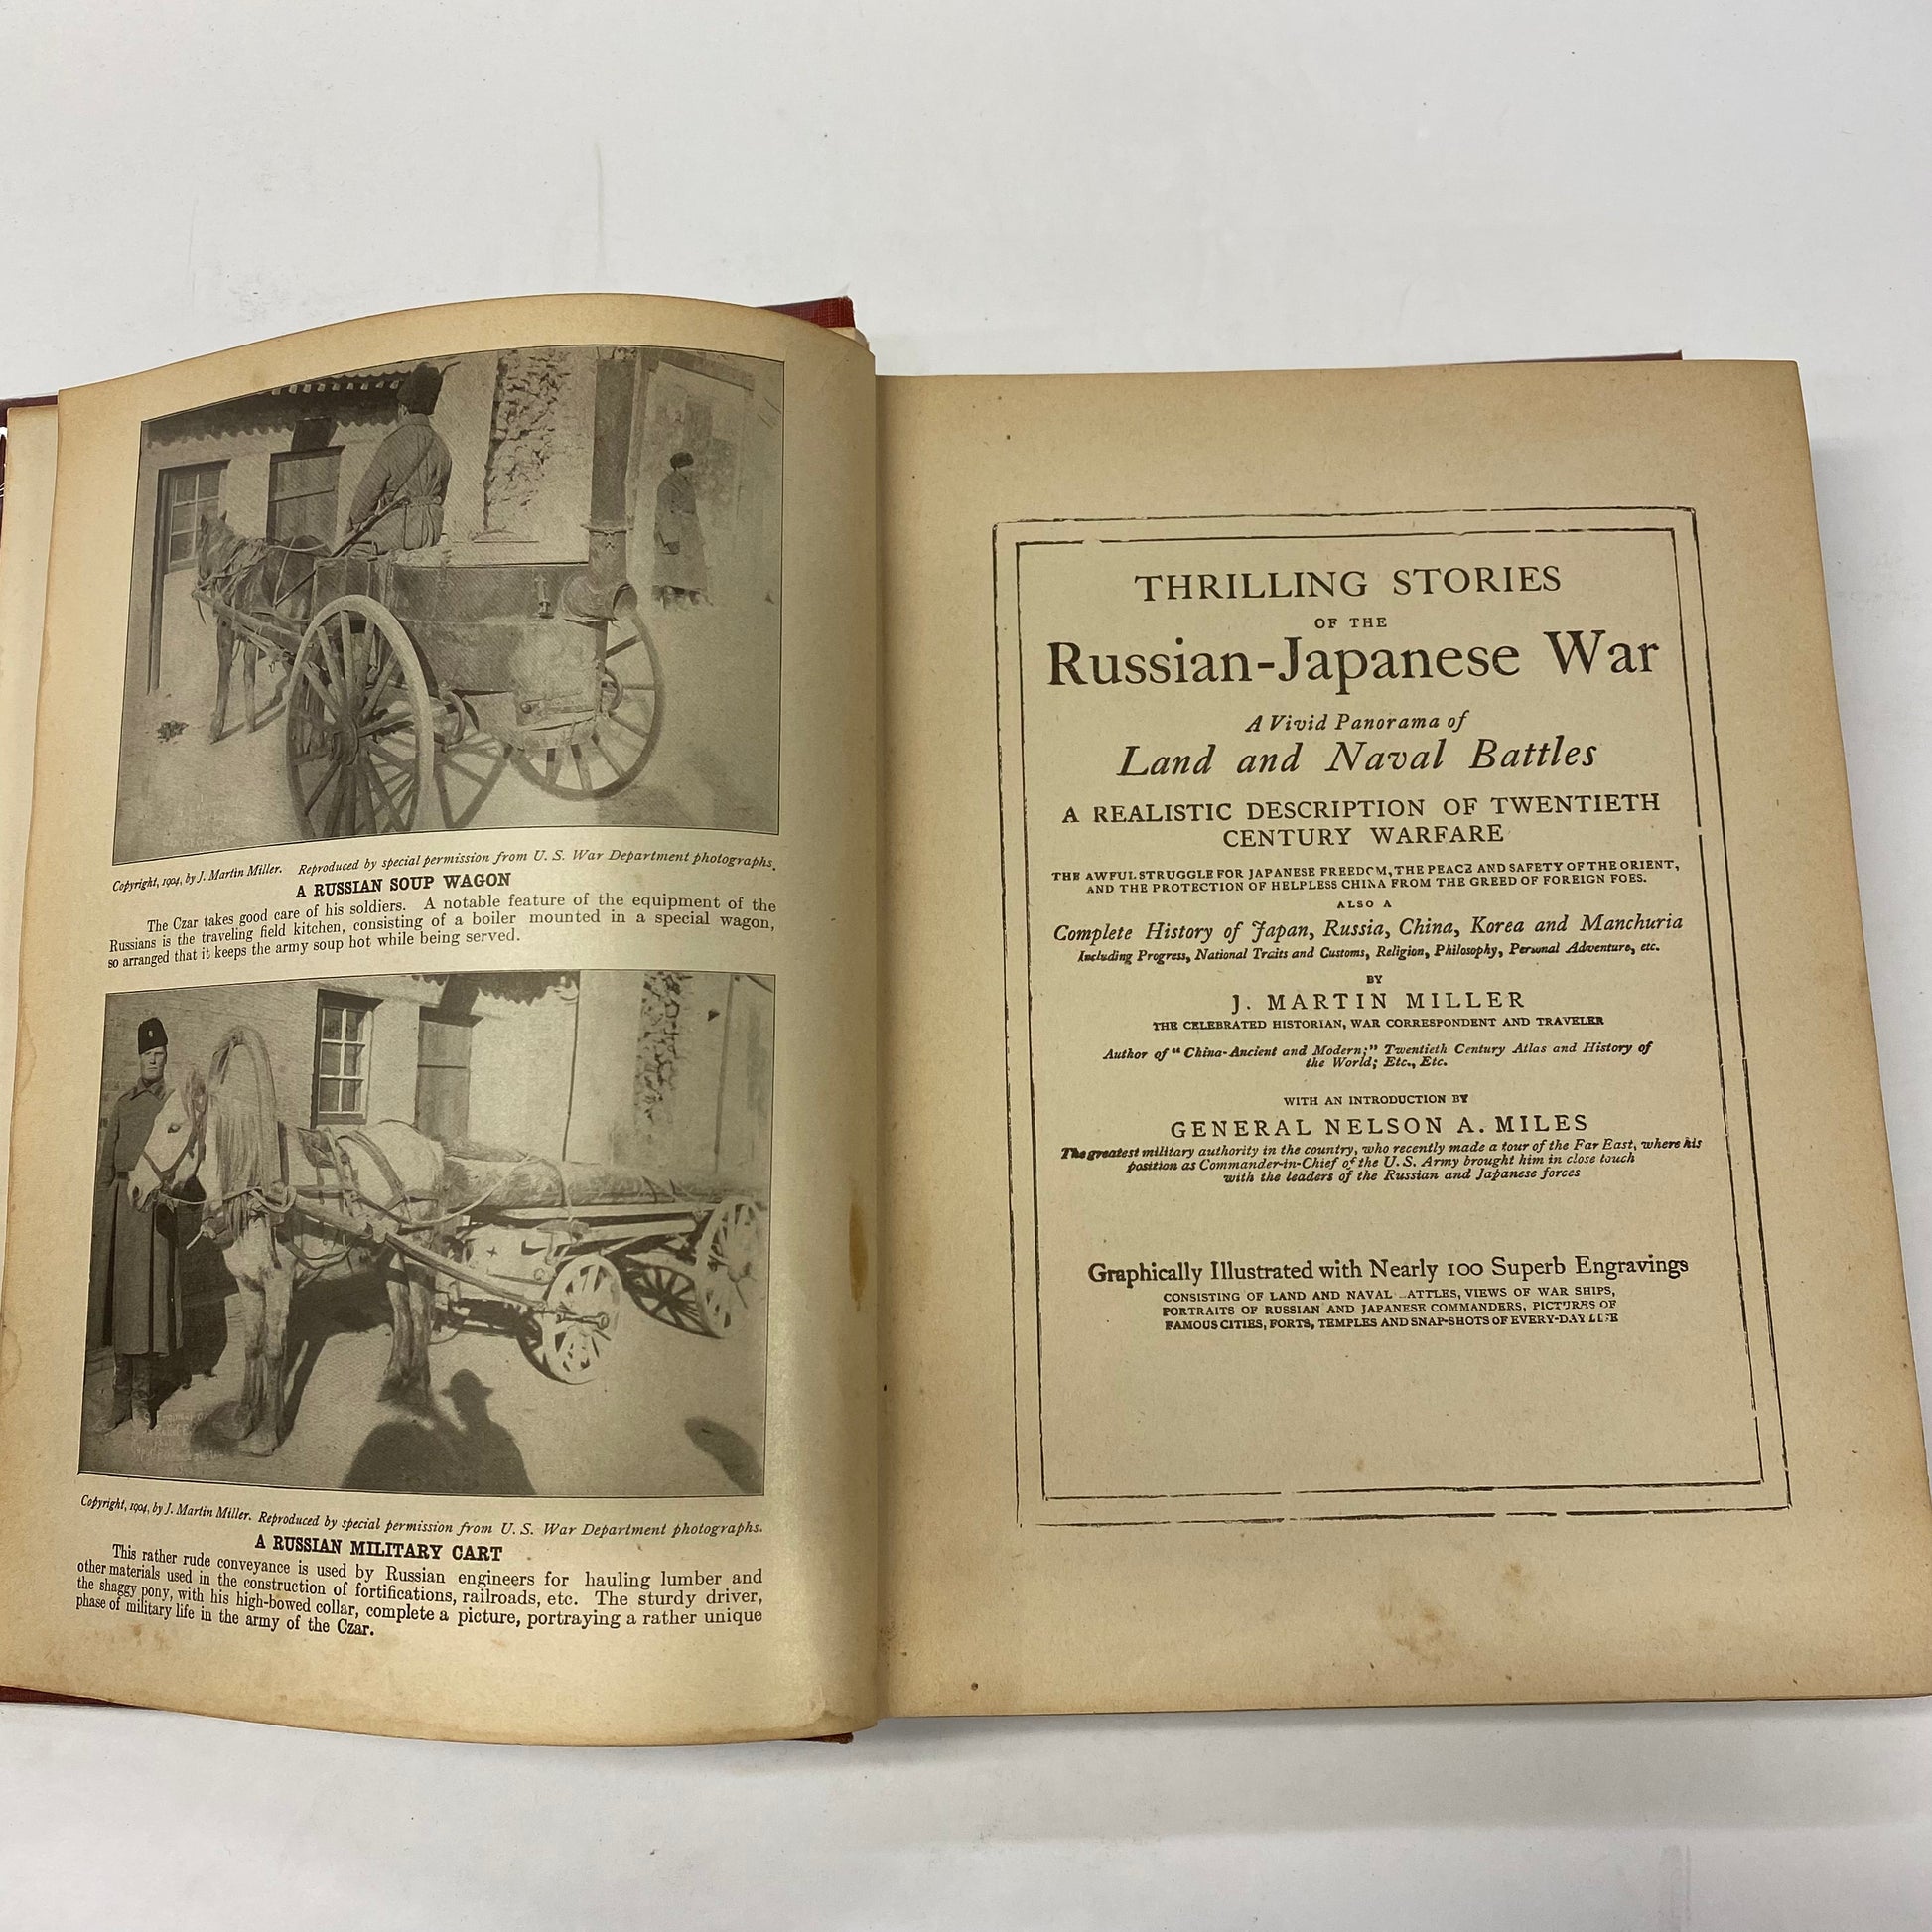 Copyright, 1904, by J. Martin Miller. Reproduced by special permission from U. S. War Department photographs.
A RUSSIAN SOUP WAGON
The Czar takes good care of his soldiers. A notable feature of the equipment of the
Russians is the traveling field kitchen, consisting of a boiler mounted in a special wagon,
so arranged that it keeps the army soup hot while being served.
Copyright, 1904, by J. Martin Miller. Reproduced by special permission from U. S. War Department photographs.
A RUSSIAN MILITARY CART
This rather rude conveyance is used by Russian engineers for hauling lumber and
other materials used in the construction of fortifications, railroads, etc. The sturdy driver,
the shaggy pony, with his high-bowed collar, complete a picture, portraying a rather unique
phase of military life in the army of the Czar.
THRILLING STORIES
OF THE
Russian-Japanese War
A Vivid Panorama of
Land and Naval Battles
A REALISTIC DESCRIPTION OF TWENTIETH
CENTURY WARFARE
THE AWFUL STRUGGLE FOR JAPANESE FREEDOM, THE PEACE AND SAFETY OF THE ORIENT,
AND THE PROTECTION OF HELPLESS CHINA FROM THE GREED OF FOREIGN FOES.
ALSO A
Complete History of Japan, Russia, China, Korea and Manchuria
Including Progress, National Traits and Customs, Religion, Philosophy, Personal Adventure, etc.
BY
J. MARTIN MILLER
THE CELEBRATED HISTORIAN, WAR CORRESPONDENT AND TRAVELER
Author of "China-Ancient and Modern;" Twentieth Century Atlas and History of
the World; Etc., Etc.
WITH AN INTRODUCTION BY
GENERAL NELSON A. MILES
The greatest military authority in the country, who recently made a tour of the Far East, where his
position as Commander-in-Chief of the U. S. Army brought him in close touch
with the leaders of the Russian and Japanese forces
Graphically Illustrated with Nearly 100 Superb Engravings
CONSISTING OF LAND AND NAVAL BATTLES, VIEWS OF WAR SHIPS,
PORTRAITS OF RUSSIAN AND JAPANESE COMMANDERS, PICTURES OF
FAMOUS CITIES, FORTS, TEMPLES AND SNAP-SHOTS OF EVERY-DAY LIFE